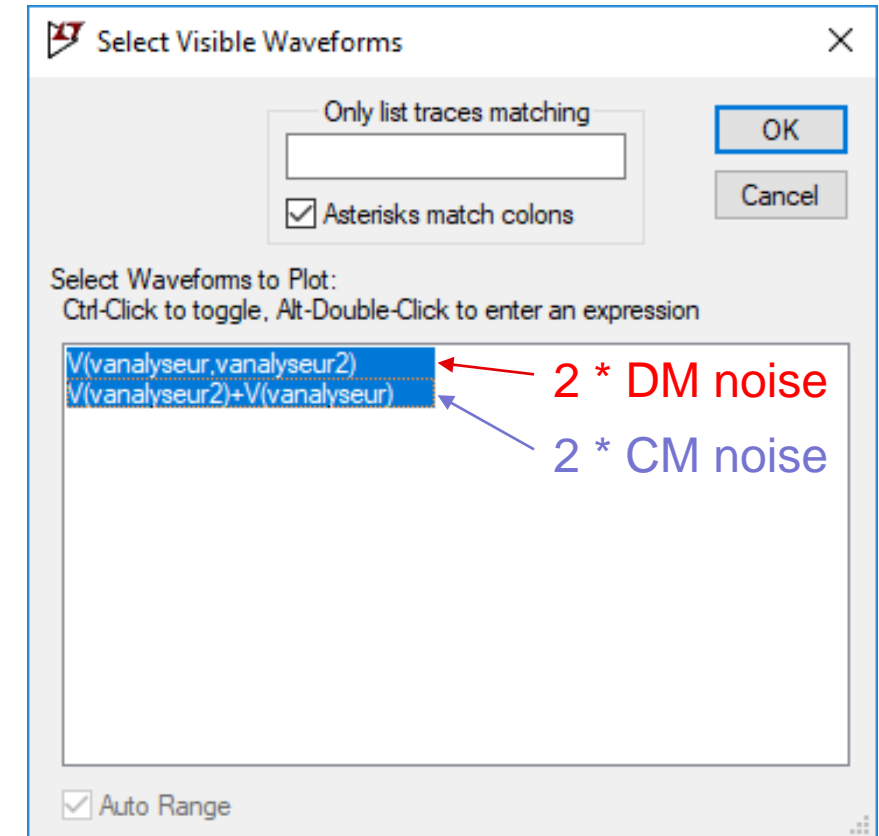 Select Visible Waveforms
Only list traces matching
OK
Asterisks match colons
Cancel
Select Waveforms to Plot:
Ctrl-Click to toggle, Alt-Double-Click to enter an expression
V(vanalyseur,vanalyseur2)
2 * DM noise
V(vanalyseur2)+V(vanalyseur)
2 * CM noise
Auto Range